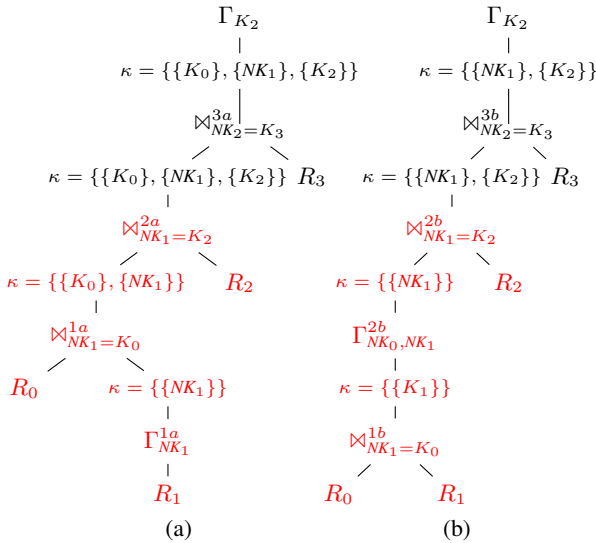 Γ_{K_2} Γ_{K_2}
κ = {{K_0}, {NK_1}, {K_2}} κ = {{NK_1}, {K_2}}
⋈^{3a}_{NK_2=K_3} ⋈^{3b}_{NK_2=K_3}
κ = {{K_0}, {NK_1}, {K_2}} R_3 κ = {{NK_1}, {K_2}} R_3
⋈^{2a}_{NK_1=K_2} ⋈^{2b}_{NK_1=K_2}
κ = {{K_0}, {NK_1}} R_2 κ = {{NK_1}} R_2
⋈^{1a}_{NK_1=K_0} Γ^{2b}_{NK_0,NK_1}
R_0 κ = {{NK_1}} κ = {{K_1}}
Γ^{1a}_{NK_1} ⋈^{1b}_{NK_1=K_0}
R_1 R_0 R_1
(a) (b)